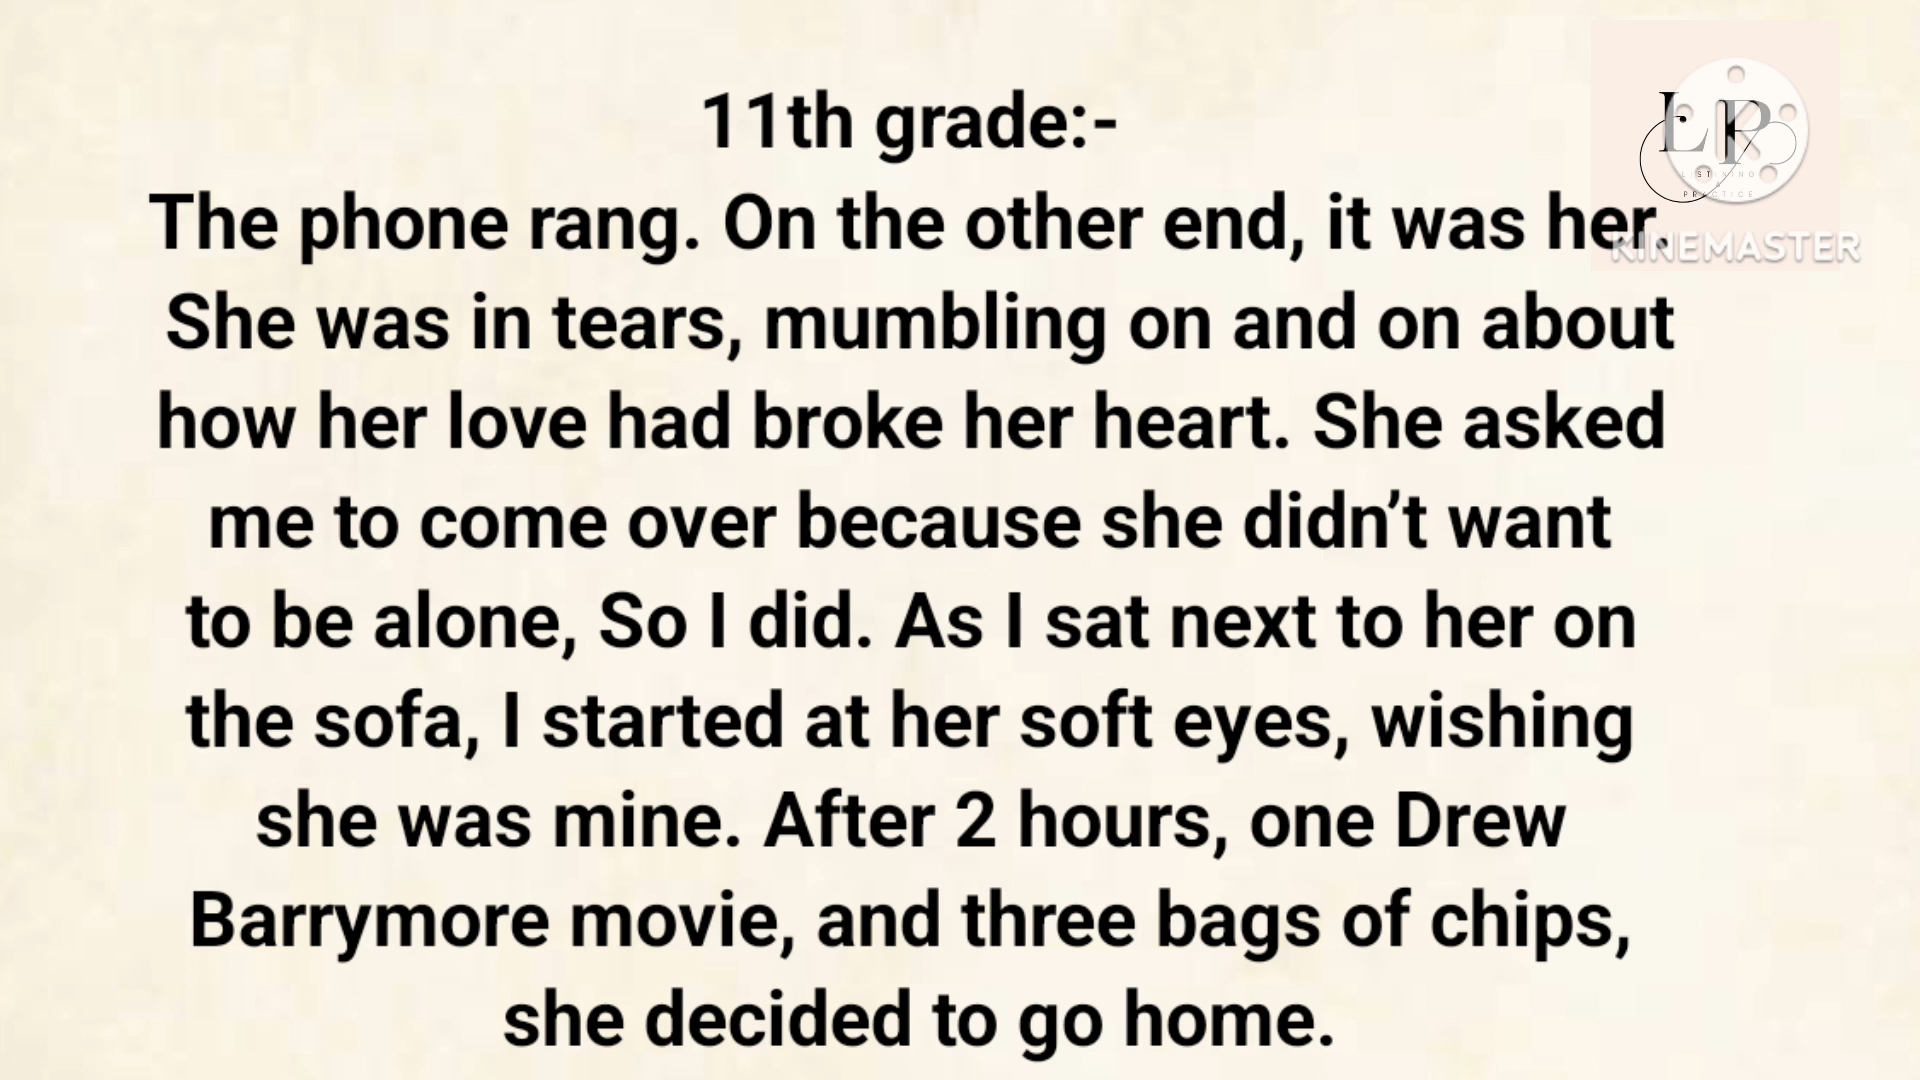 11th grade:-
The phone rang. On the other end, it was her.
She was in tears, mumbling on and on about
how her love had broke her heart. She asked
me to come over because she didn’t want
to be alone, So I did. As I sat next to her on
the sofa, I started at her soft eyes, wishing
she was mine. After 2 hours, one Drew
Barrymore movie, and three bags of chips,
she decided to go home.
LP
LISTENING
PRACTICE
KINEMASTER